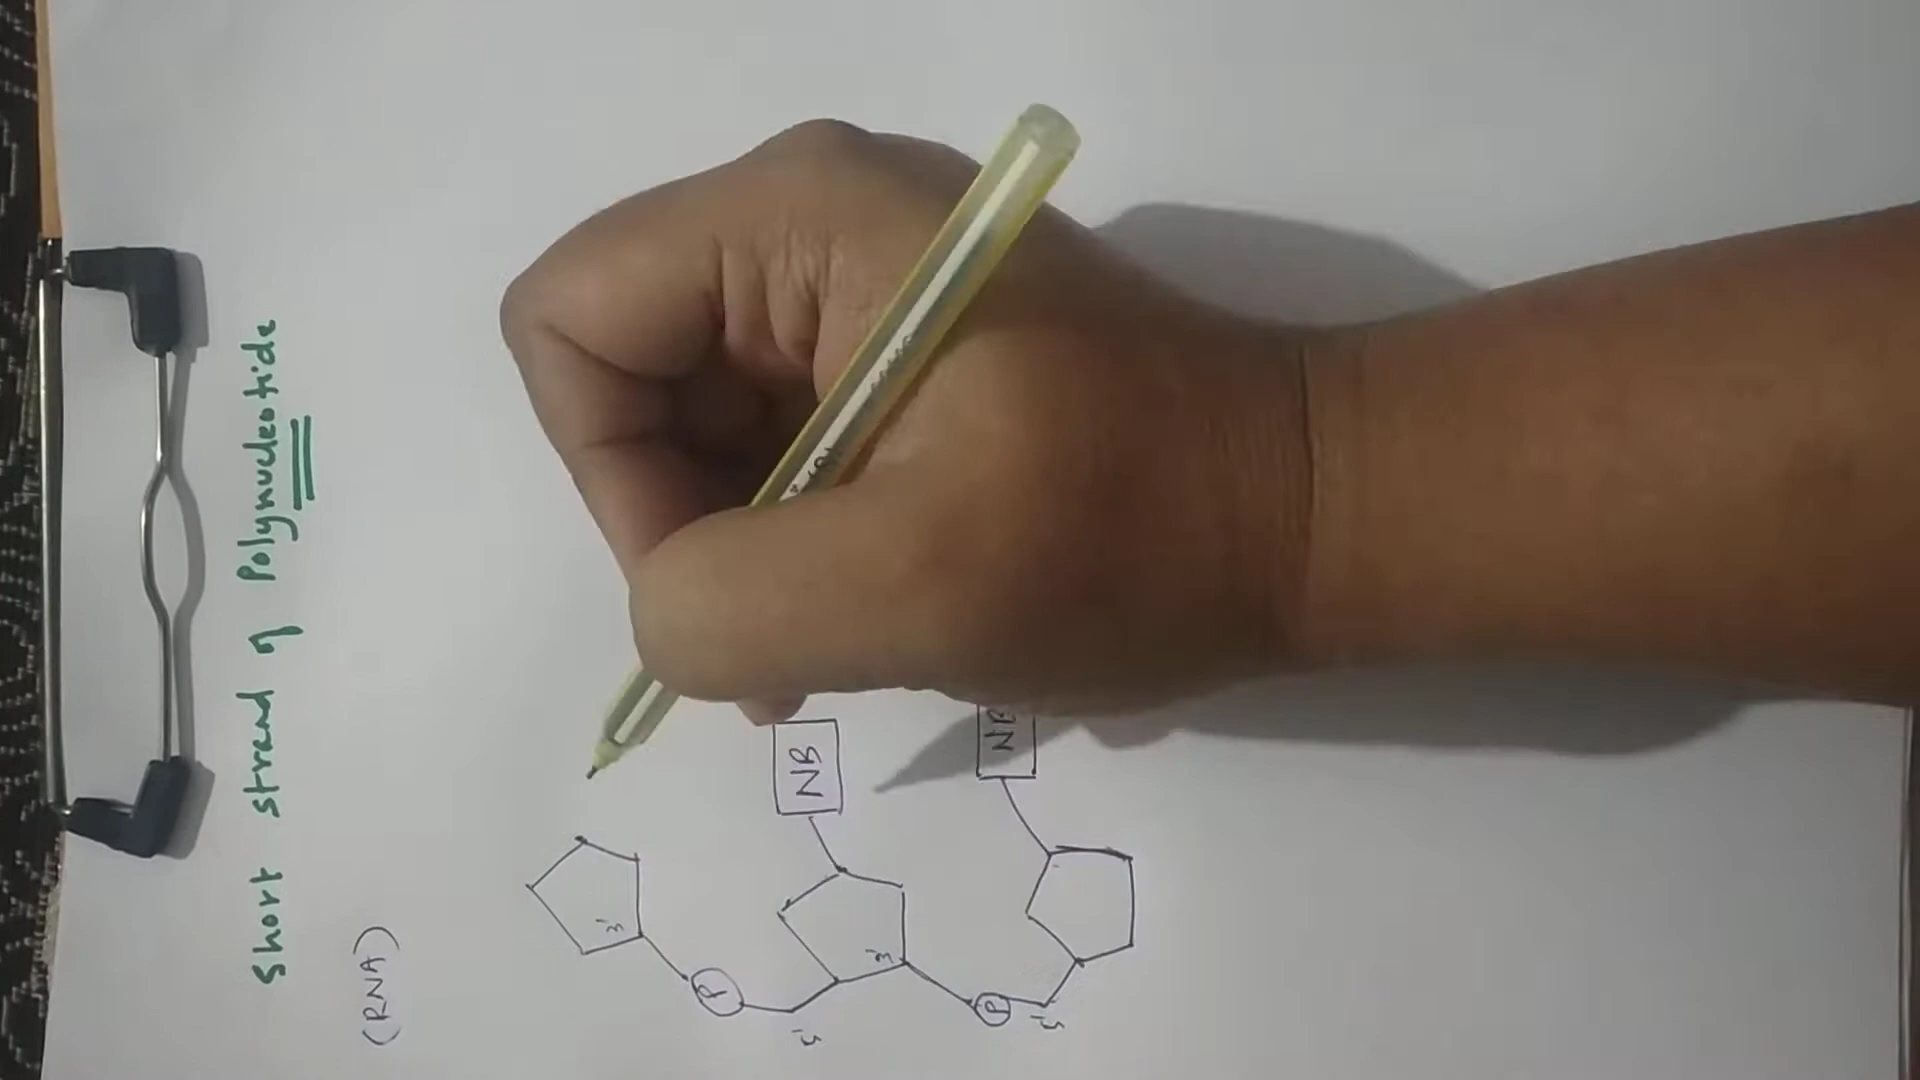 Short strand of Polynucleotide
(RNA)
3'
P
5'
NB
3'
P
5'
NB